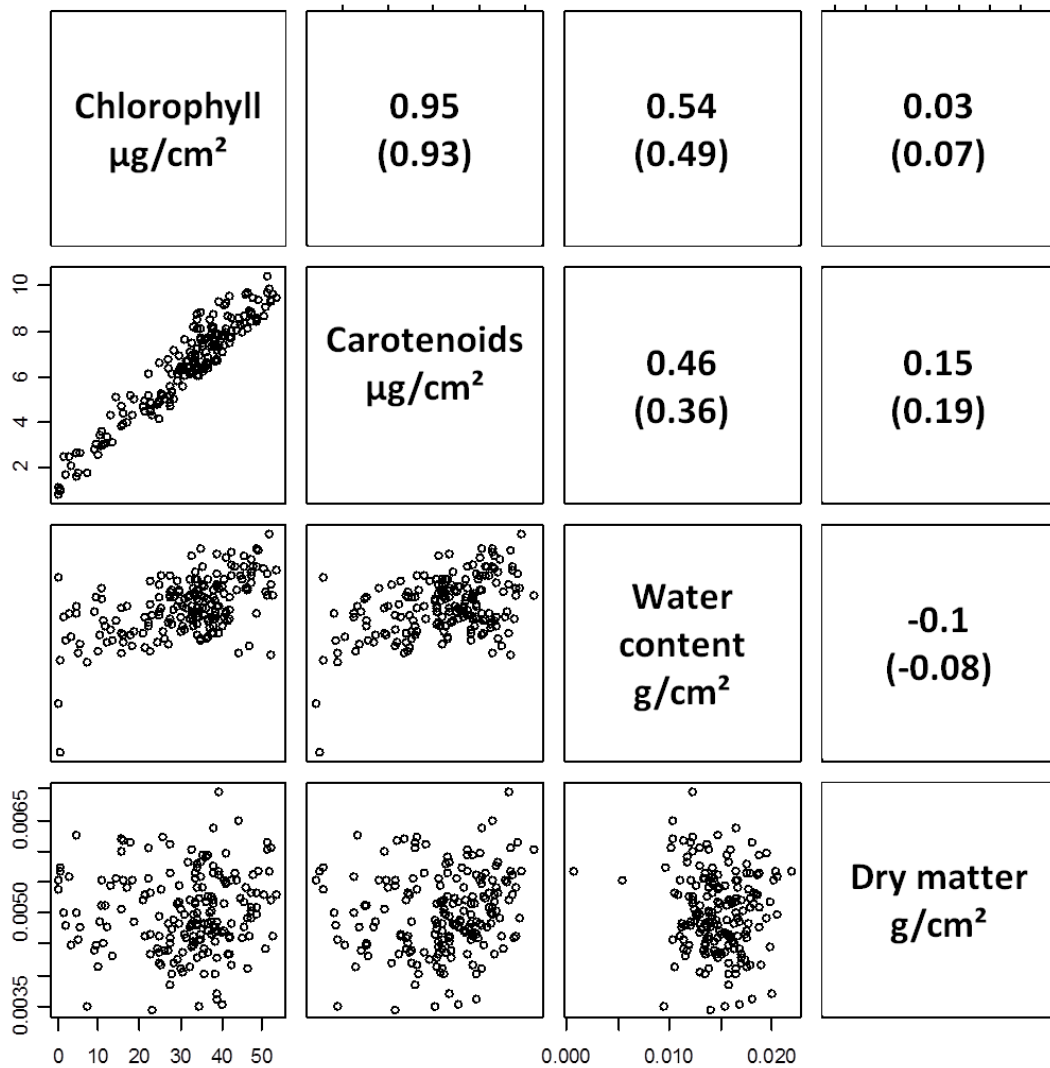 Chlorophyll
µg/cm²
0.95
(0.93)
0.54
(0.49)
0.03
(0.07)
10
8
6
4
2
Carotenoids
µg/cm²
0.46
(0.36)
0.15
(0.19)
Water
content
g/cm²
-0.1
(-0.08)
0.0065
0.0050
0.0035
Dry matter
g/cm²
0 10 20 30 40 50
0.000 0.010 0.020